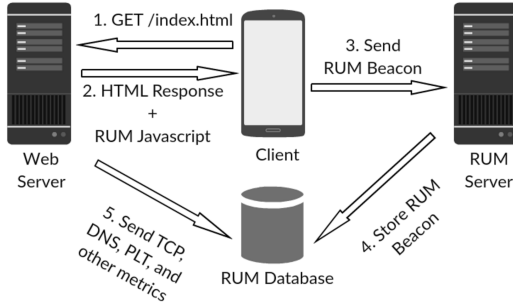 1. GET /index.html
2. HTML Response
+
RUM Javascript
3. Send
RUM Beacon
Web
Server
Client
RUM
Server
4. Store RUM
Beacon
5. Send TCP,
DNS, PLT, and
other metrics
RUM Database